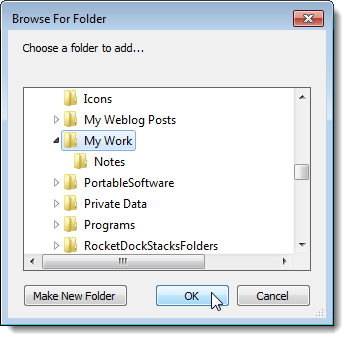 Browse For Folder
Choose a folder to add...
Icons
My Weblog Posts
My Work
Notes
PortableSoftware
Private Data
Programs
RocketDockStacksFolders
Make New Folder
OK
Cancel